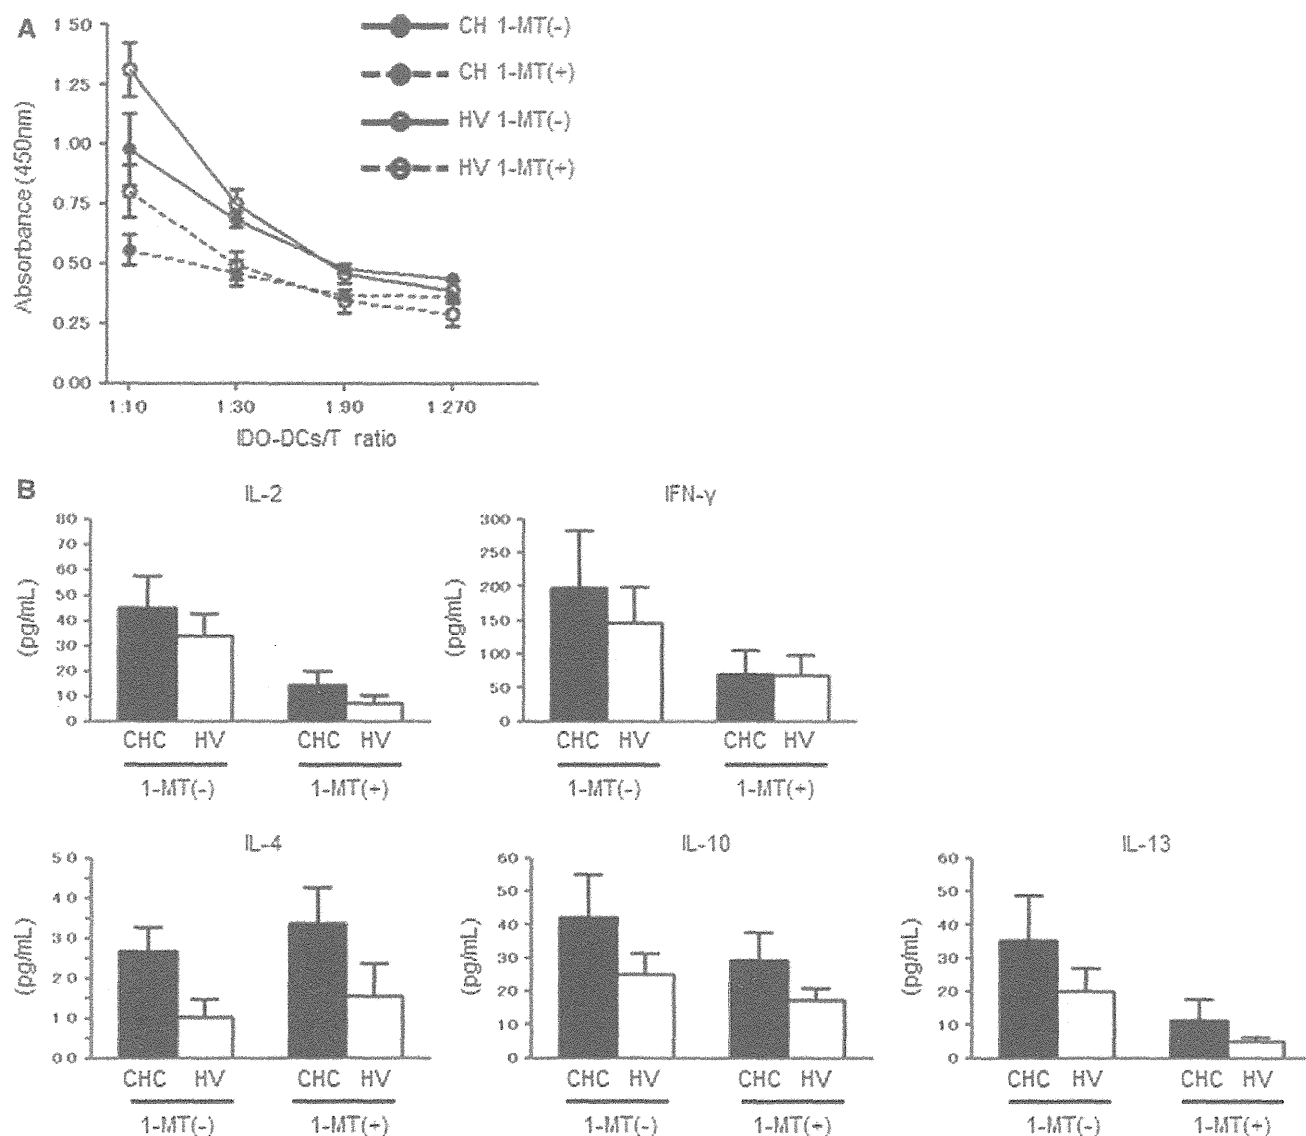 A
1.50
1.25
1.00
0.75
0.50
0.25
0.00
Absorbance (450nm)
1:10 1:30 1:90 1:270
IDO-DCs/T ratio
CH 1-MT(-)
CH 1-MT(+)
HV 1-MT(-)
HV 1-MT(+)
B
IL-2
80
70
60
50
40
30
20
10
0
(pg/mL)
CHC HV CHC HV
1-MT(-) 1-MT(+)
IFN-γ
300
250
200
150
100
50
0
(pg/mL)
CHC HV CHC HV
1-MT(-) 1-MT(+)
IL-4
5.0
4.0
3.0
2.0
1.0
0.0
(pg/mL)
CHC HV CHC HV
1-MT(-) 1-MT(+)
IL-10
60
50
40
30
20
10
0
(pg/mL)
CHC HV CHC HV
1-MT(-) 1-MT(+)
IL-13
60
50
40
30
20
10
0
(pg/mL)
CHC HV CHC HV
1-MT(-) 1-MT(+)